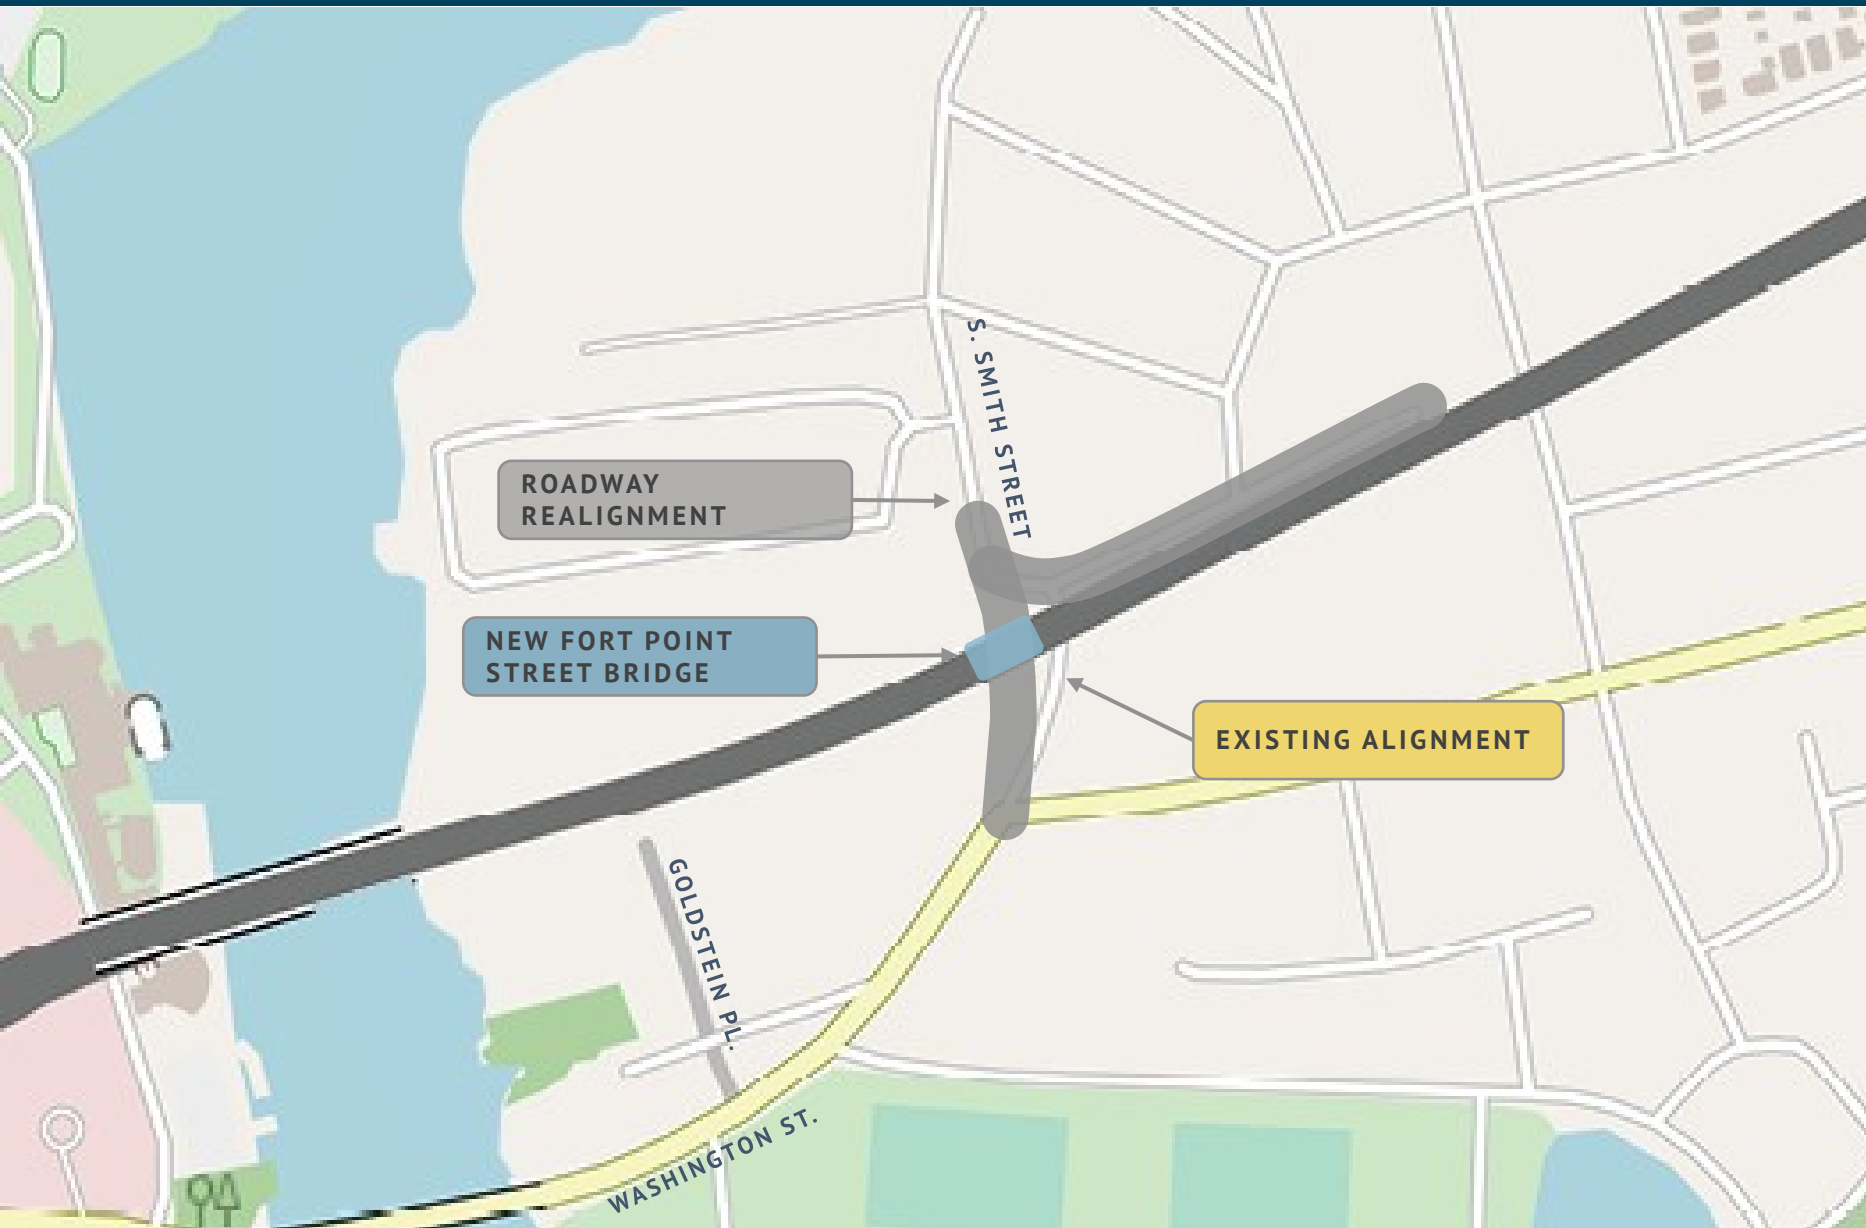 S. SMITH STREET
ROADWAY
REALIGNMENT
NEW FORT POINT
STREET BRIDGE
EXISTING ALIGNMENT
GOLDSTEIN PL.
WASHINGTON ST.